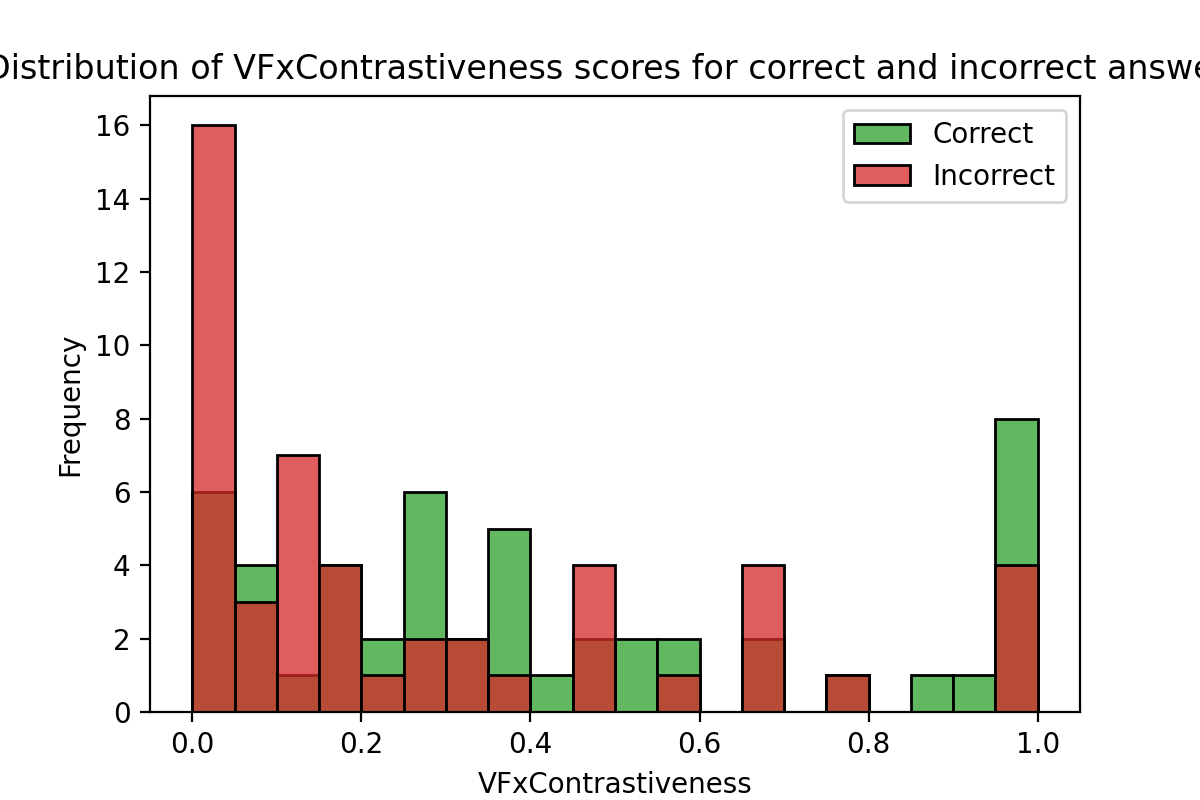 Distribution of VFxContrastiveness scores for correct and incorrect answe
Correct
Incorrect
16
14
12
10
8
6
4
2
0
Frequency
0.0 0.2 0.4 0.6 0.8 1.0
VFxContrastiveness